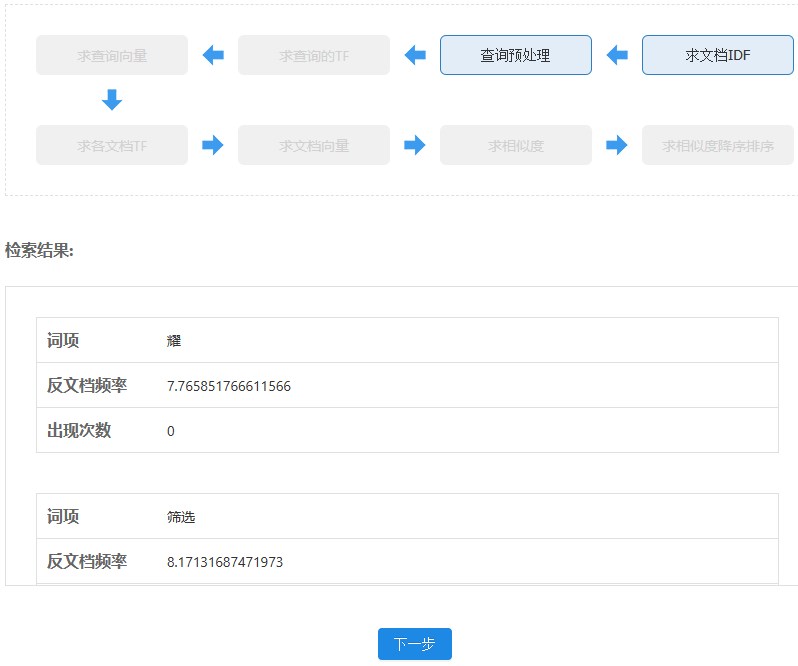 求查询向量 求查询的TF 查询预处理 求文档IDF
求各文档TF 求文档向量 求相似度 求相似度降序排序
检索结果:
词项 耀
反文档频率 7.765851766611566
出现次数 0
词项 筛选
反文档频率 8.17131687471973
下一步